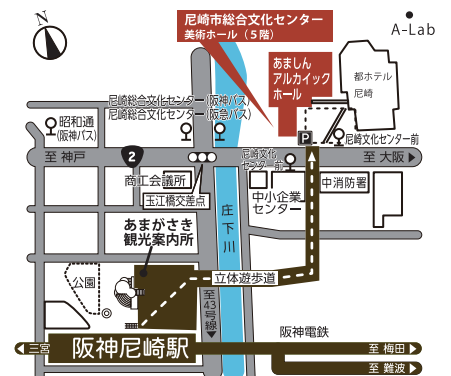 N
尼崎市総合文化センター
美術ホール(5階)
A-Lab
あましん
アルカイック
ホール
都ホテル
尼崎
尼崎総合文化センター(阪神バス)
尼崎総合文化センター(阪急バス)
昭和通
(阪神バス)
P
尼崎文化センター前
至 神戸
2
尼崎文化
センター前
至 大阪
商工会議所
玉江橋交差点
中小企業
センター
中消防署
庄下川
あまがさき
観光案内所
公園
立体遊歩道
至43号線
阪神電鉄
三宮
阪神尼崎駅
至 梅田
至 難波